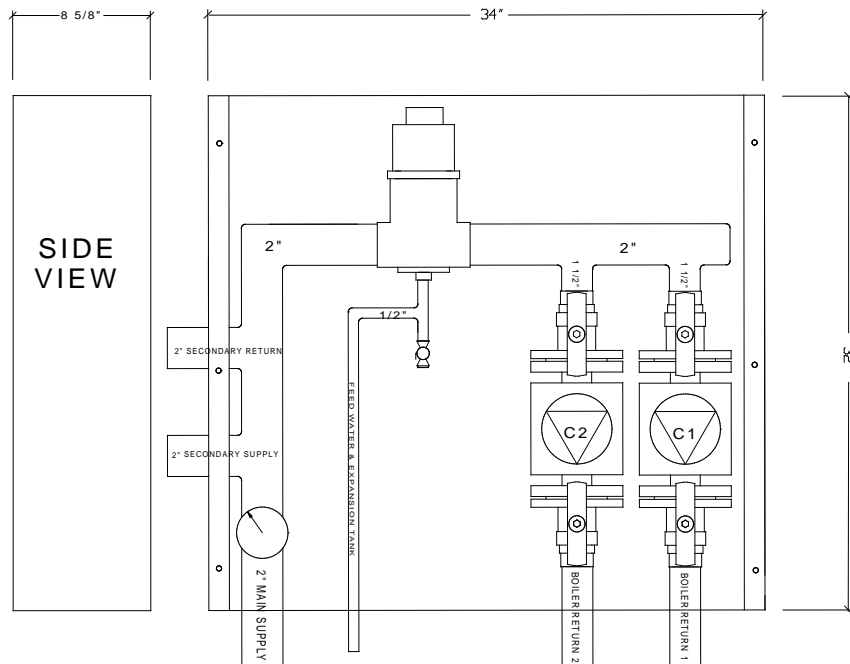 8 5/8"
34"
SIDE
VIEW
2"
2"
1 1/2"
1 1/2"
1/2"
32"
2" SECONDARY RETURN
2" SECONDARY SUPPLY
FEED WATER & EXPANSION TANK
C2
C1
2" MAIN SUPPLY
BOILER RETURN 2
BOILER RETURN 1